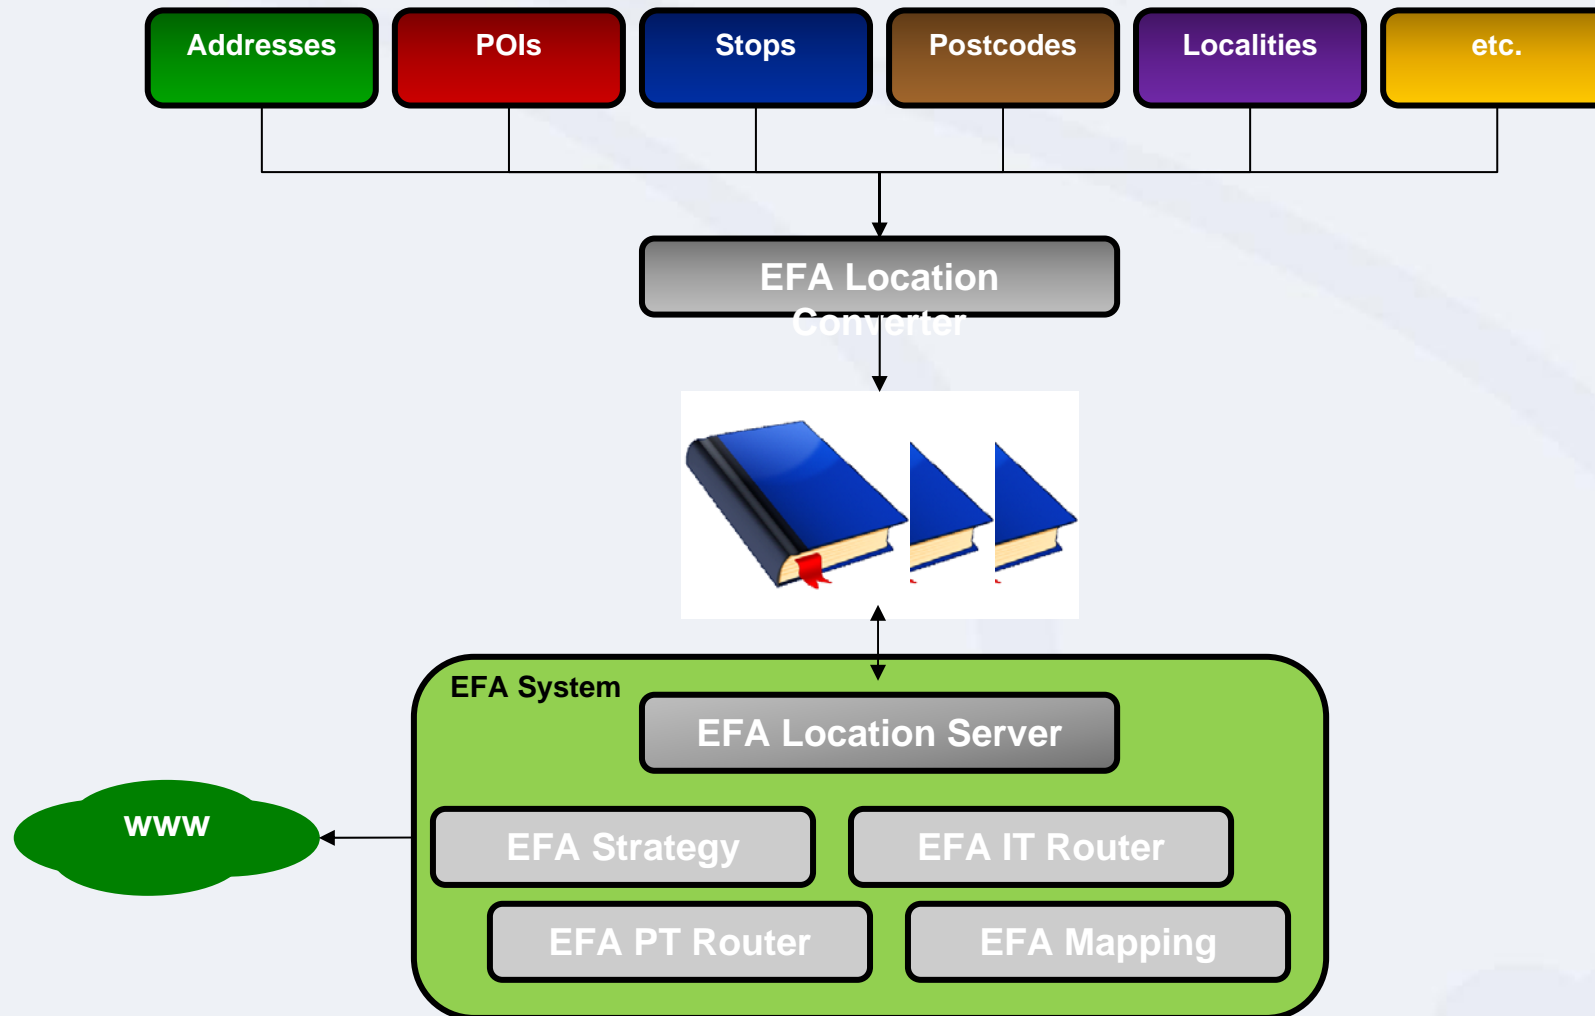 Addresses
POIs
Stops
Postcodes
Localities
etc.
EFA Location
Converter
EFA System
EFA Location Server
www
EFA Strategy
EFA IT Router
EFA PT Router
EFA Mapping